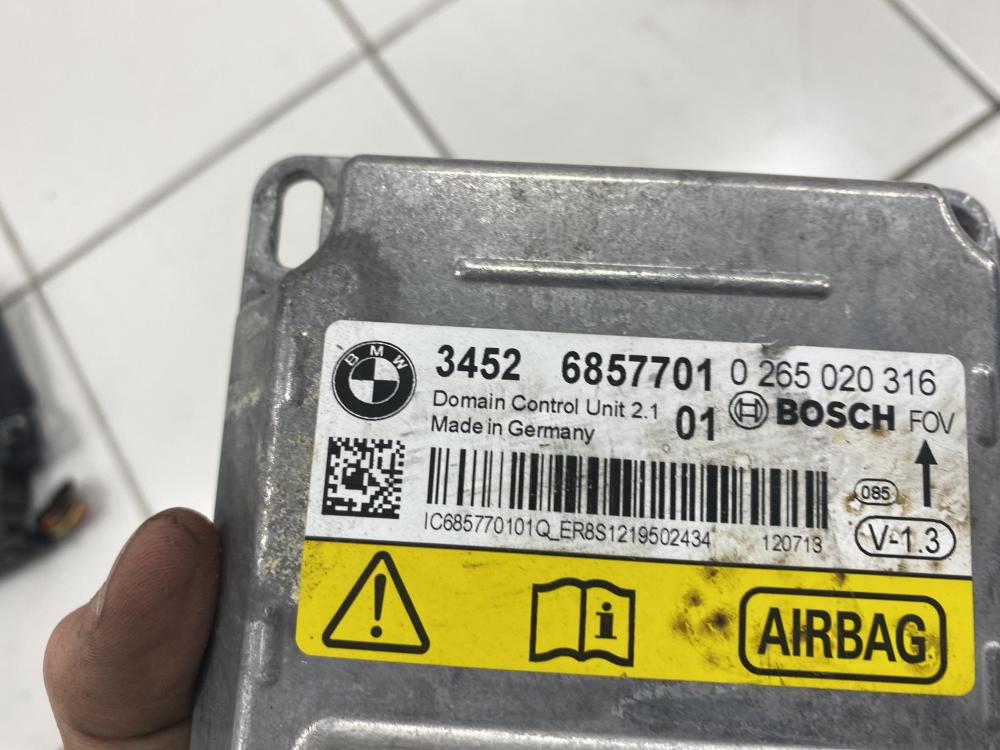 BMW
3452 6857701 0 265 020 316
Domain Control Unit 2.1 01 BOSCH FOV
Made in Germany
085
IC685770101Q_ER8S1219502434 120713 V-1.3
i AIRBAG